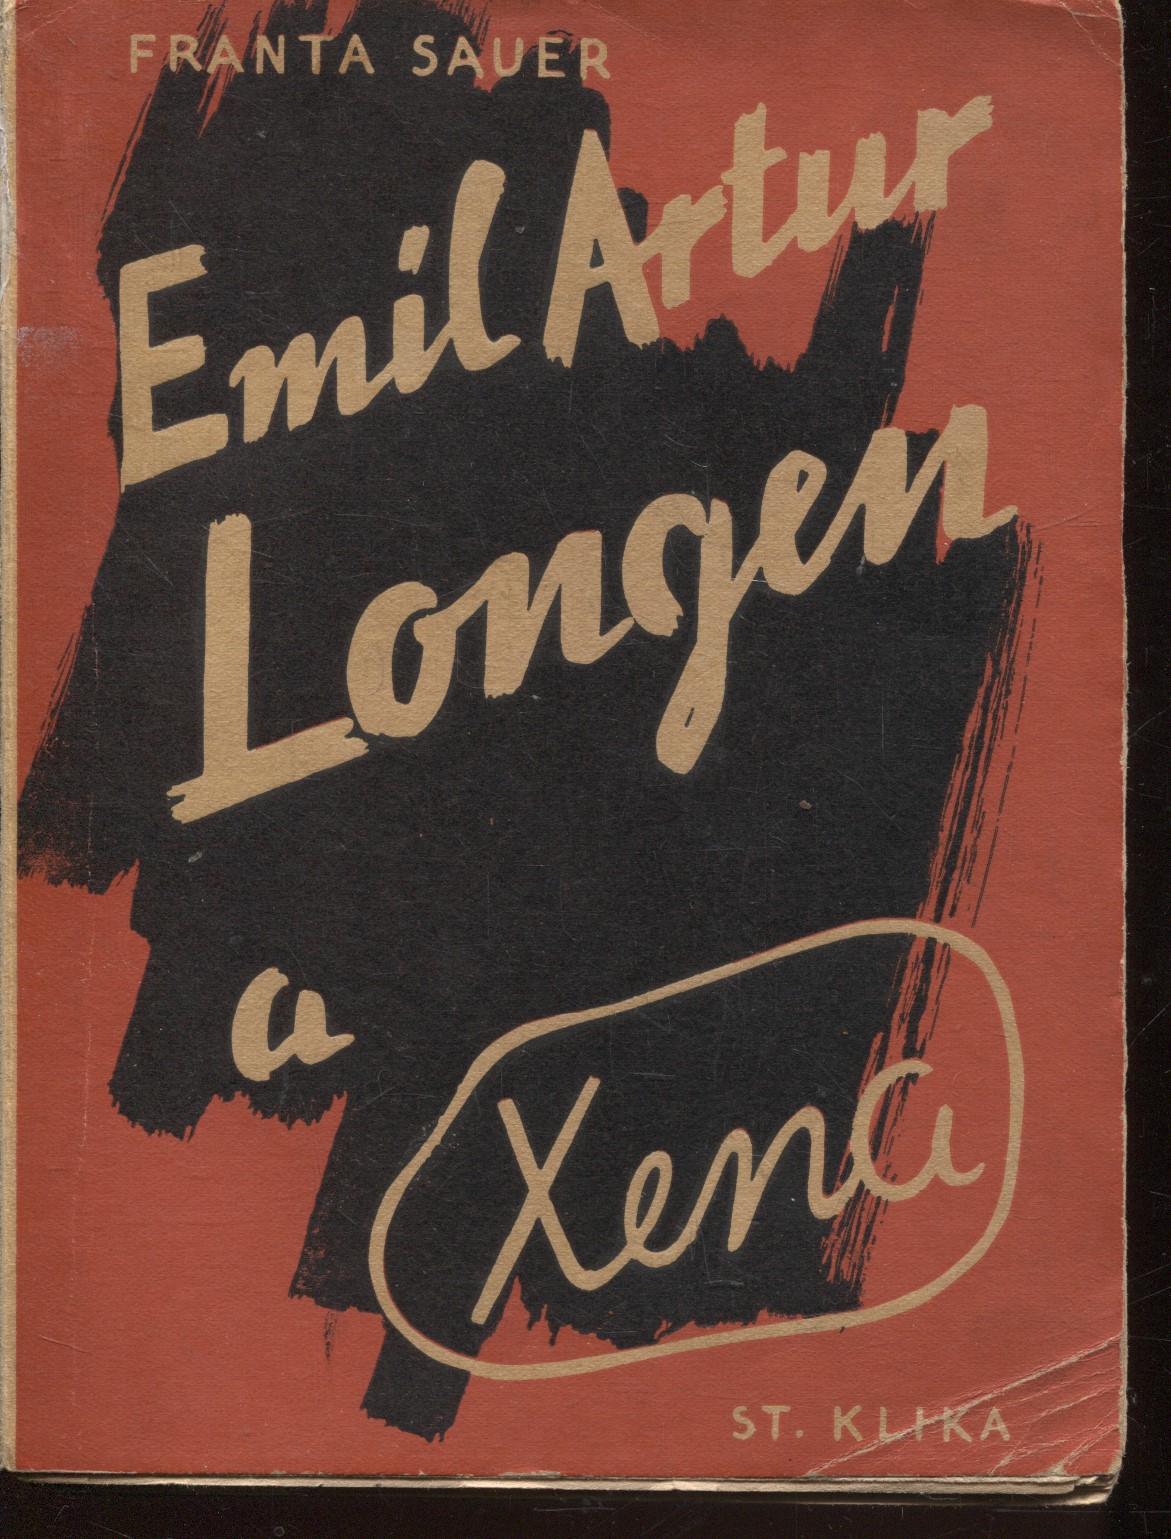 FRANTA SAUER
Emil Artur
Longen
a
Xena
ST. KLIKA